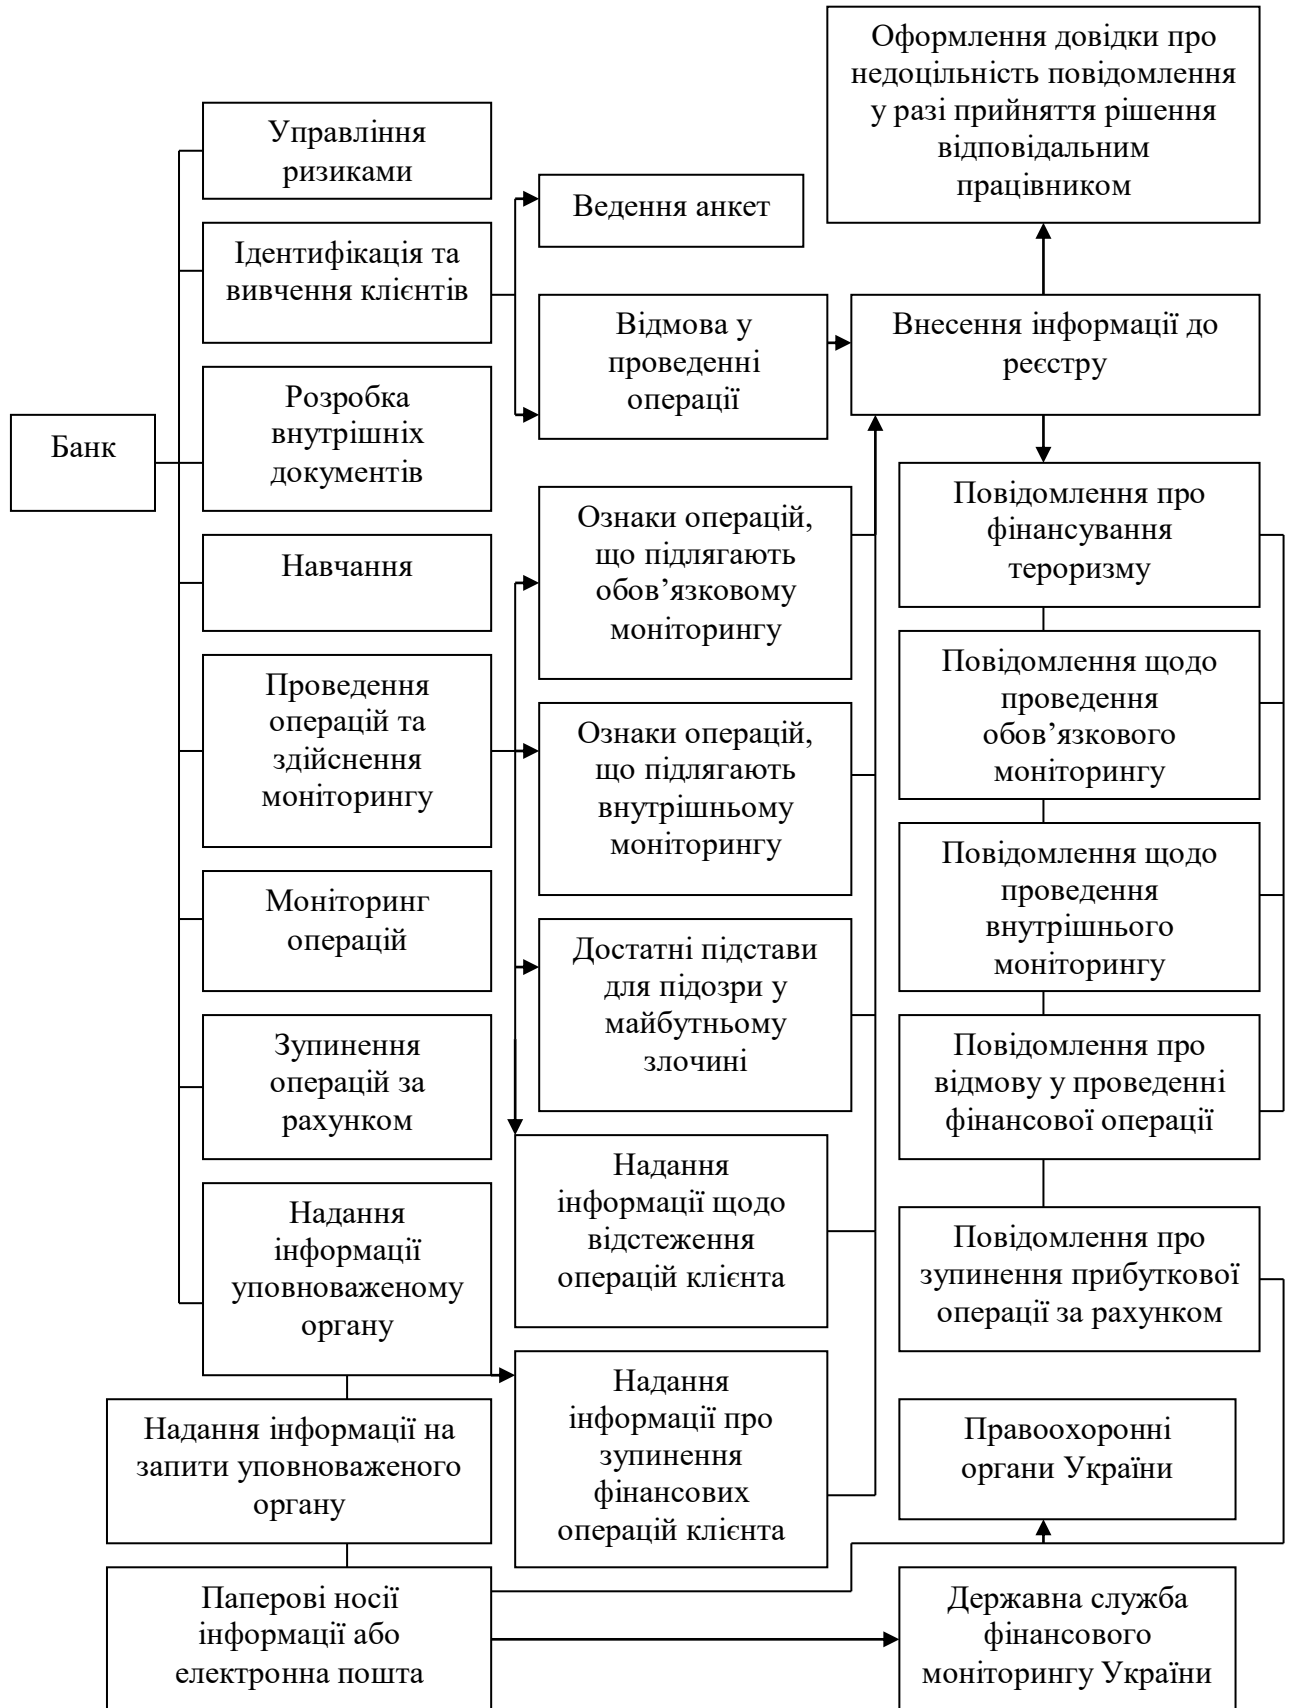 Оформлення довідки про
недоцільність повідомлення
у разі прийняття рішення
відповідальним
працівником
Управління
ризиками
Ведення анкет
Ідентифікація та
вивчення клієнтів
Відмова у
проведенні
операції
Внесення інформації до
реєстру
Розробка
внутрішніх
документів
Банк
Повідомлення про
фінансування
тероризму
Ознаки операцій,
що підлягають
обов’язковому
моніторингу
Навчання
Повідомлення щодо
проведення
обов’язкового
моніторингу
Проведення
операцій та
здійснення
моніторингу
Ознаки операцій,
що підлягають
внутрішньому
моніторингу
Повідомлення щодо
проведення
внутрішнього
моніторингу
Моніторинг
операцій
Достатні підстави
для підозри у
майбутньому
злочині
Зупинення
операцій за
рахунком
Повідомлення про
відмову у проведенні
фінансової операції
Надання
інформації щодо
відстеження
операцій клієнта
Надання
інформації
уповноваженому
органу
Повідомлення про
зупинення прибуткової
операції за рахунком
Надання
інформації про
зупинення
фінансових
операцій клієнта
Надання інформації на
запити уповноваженого
органу
Правоохоронні
органи України
Паперові носії
інформації або
електронна пошта
Державна служба
фінансового
моніторингу України